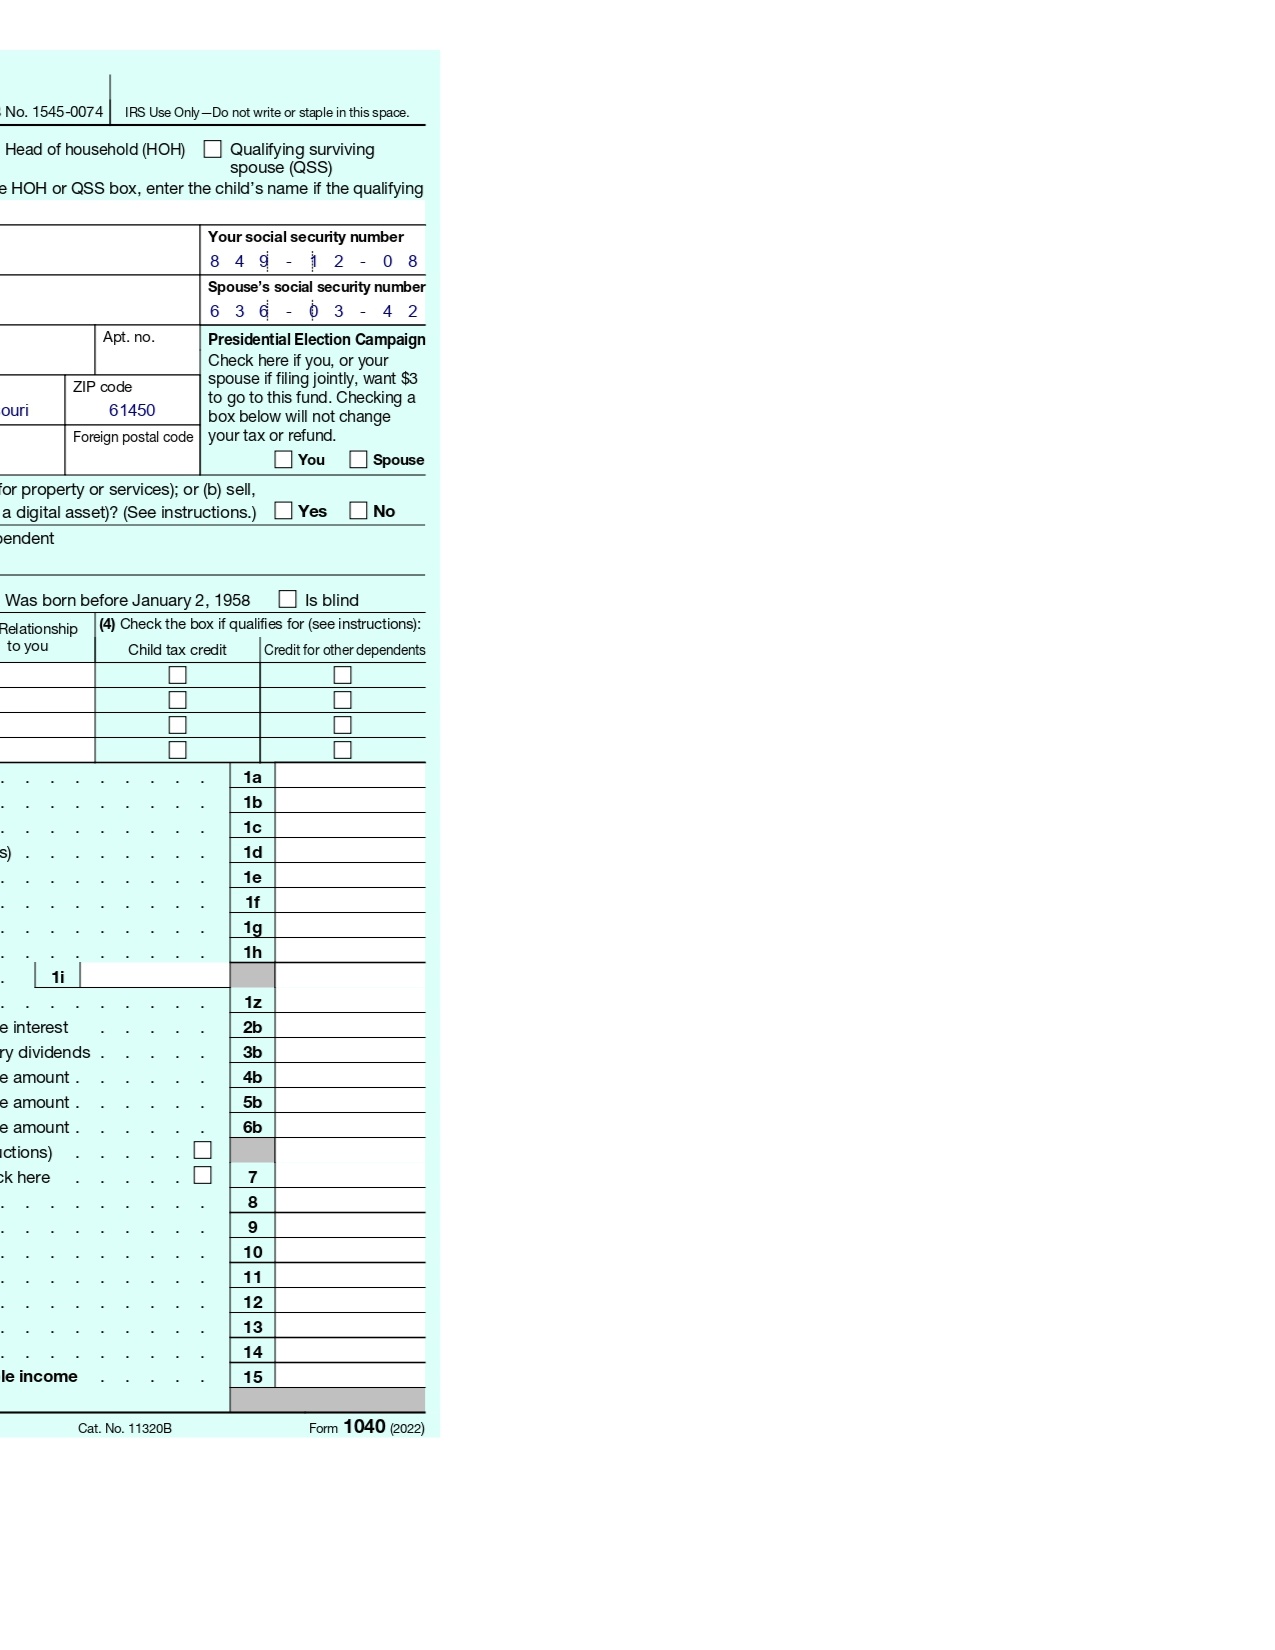 No. 1545-0074 IRS Use Only—Do not write or staple in this space.
Head of household (HOH) Qualifying surviving
spouse (QSS)
e HOH or QSS box, enter the child's name if the qualifying
Your social security number
8 4 9 - 1 2 - 0 8
Spouse's social security number
6 3 6 - 0 3 - 4 2
Apt. no.
Presidential Election Campaign
Check here if you, or your
spouse if filing jointly, want $3
to go to this fund. Checking a
box below will not change
your tax or refund.
You Spouse
ZIP code
ouri 61450
Foreign postal code
for property or services); or (b) sell,
a digital asset)? (See instructions.) Yes No
pendent
Was born before January 2, 1958 Is blind
Relationship
to you
(4) Check the box if qualifies for (see instructions):
Child tax credit Credit for other dependents
. . . . . . . . . 1a
. . . . . . . . . 1b
. . . . . . . . . 1c
s) . . . . . . . . 1d
. . . . . . . . . 1e
. . . . . . . . . 1f
. . . . . . . . . 1g
. . . . . . . . . 1h
. 1i
. . . . . . . . . 1z
e interest . . . . . 2b
ry dividends . . . . . 3b
e amount . . . . . . 4b
e amount . . . . . . 5b
e amount . . . . . . 6b
uctions) . . . . .
ck here . . . . . 7
. . . . . . . . . 8
. . . . . . . . . 9
. . . . . . . . . 10
. . . . . . . . . 11
. . . . . . . . . 12
. . . . . . . . . 13
. . . . . . . . . 14
le income . . . . . 15
Cat. No. 11320B Form 1040 (2022)